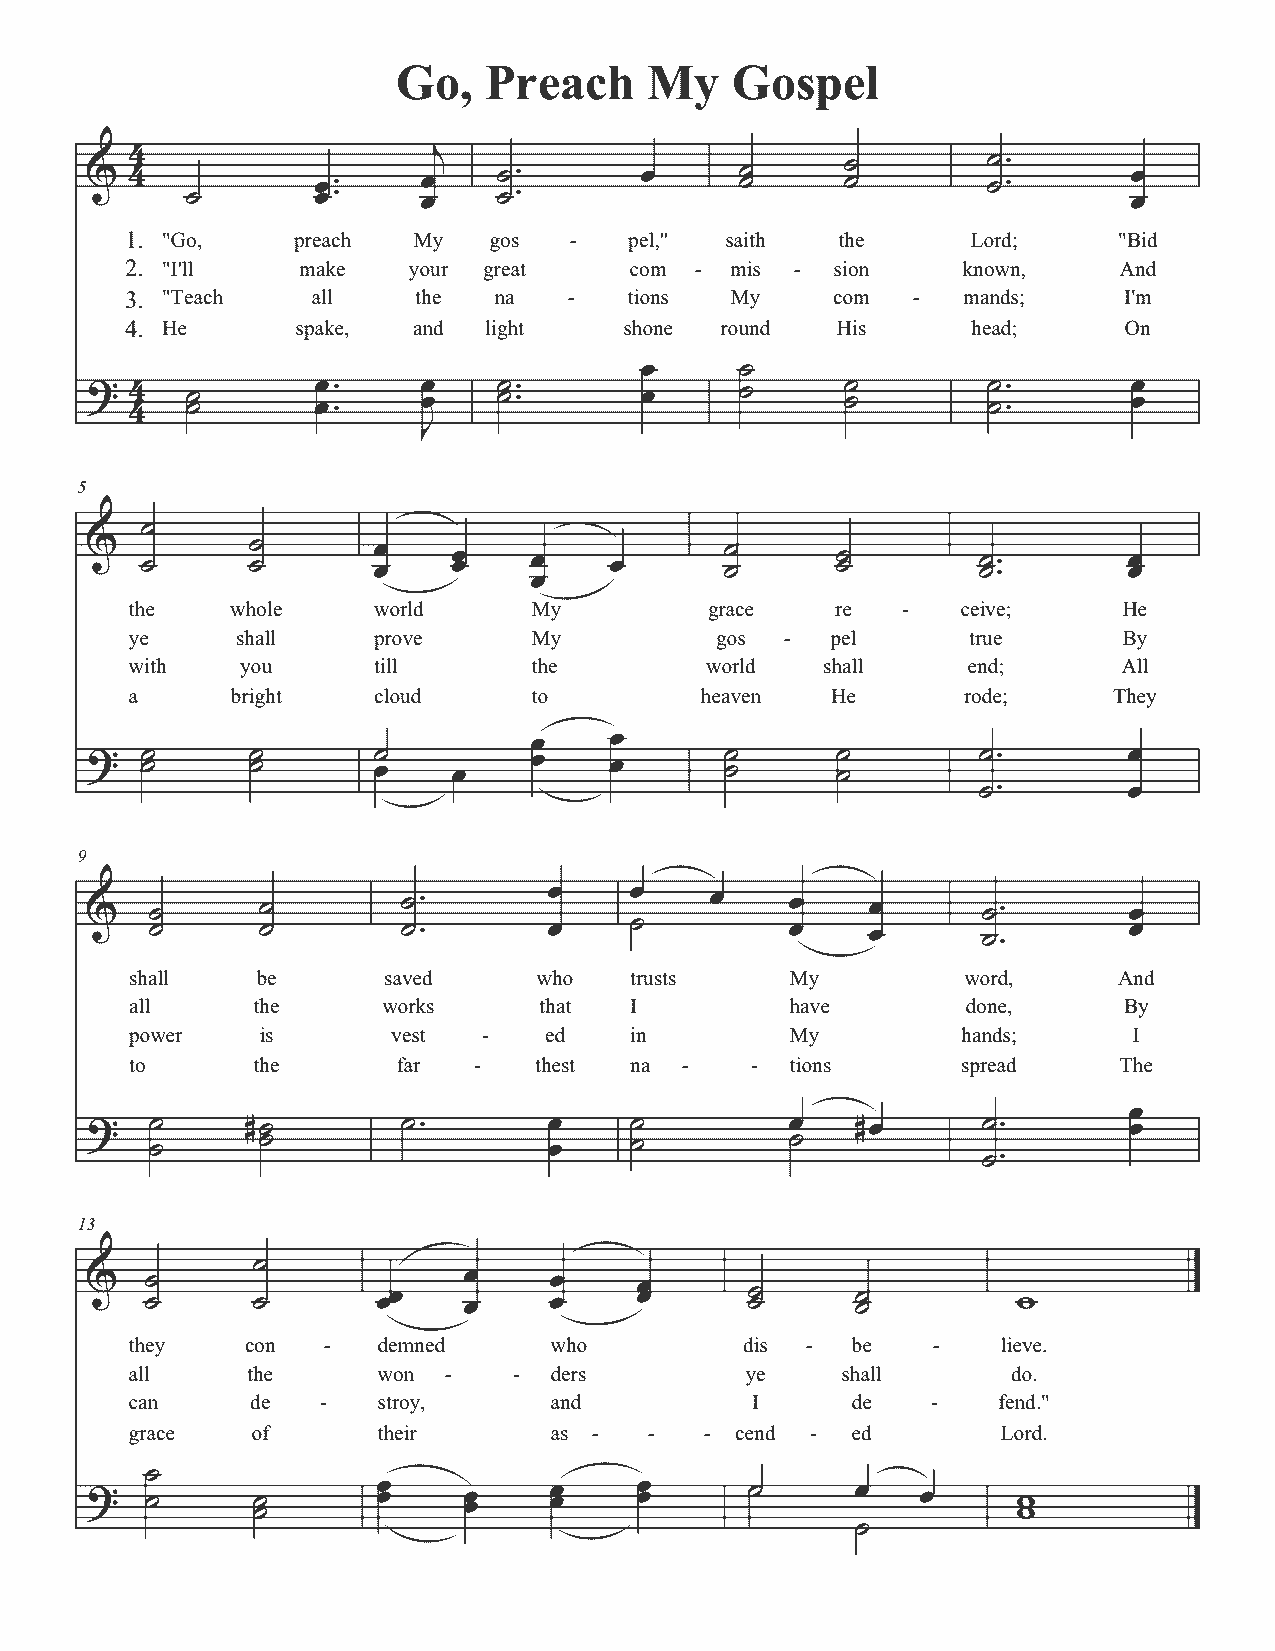 Go, Preach My Gospel
4 4
1. "Go, preach My gos - pel," saith the Lord; "Bid
2. "I'll make your great com - mis - sion known, And
3. "Teach all the na - tions My com - mands; I'm
4. He spake, and light shone round His head; On
4 4
5
the whole world My grace re - ceive; He
ye shall prove My gos - pel true By
with you till the world shall end; All
a bright cloud to heaven He rode; They
9
shall be saved who trusts My word, And
all the works that I have done, By
power is vest - ed in My hands; I
to the far - thest na - - tions spread The
13
they con - demned who dis - be - lieve.
all the won - - ders ye shall do.
can de - stroy, and I de - fend."
grace of their as - - - cend - ed Lord.